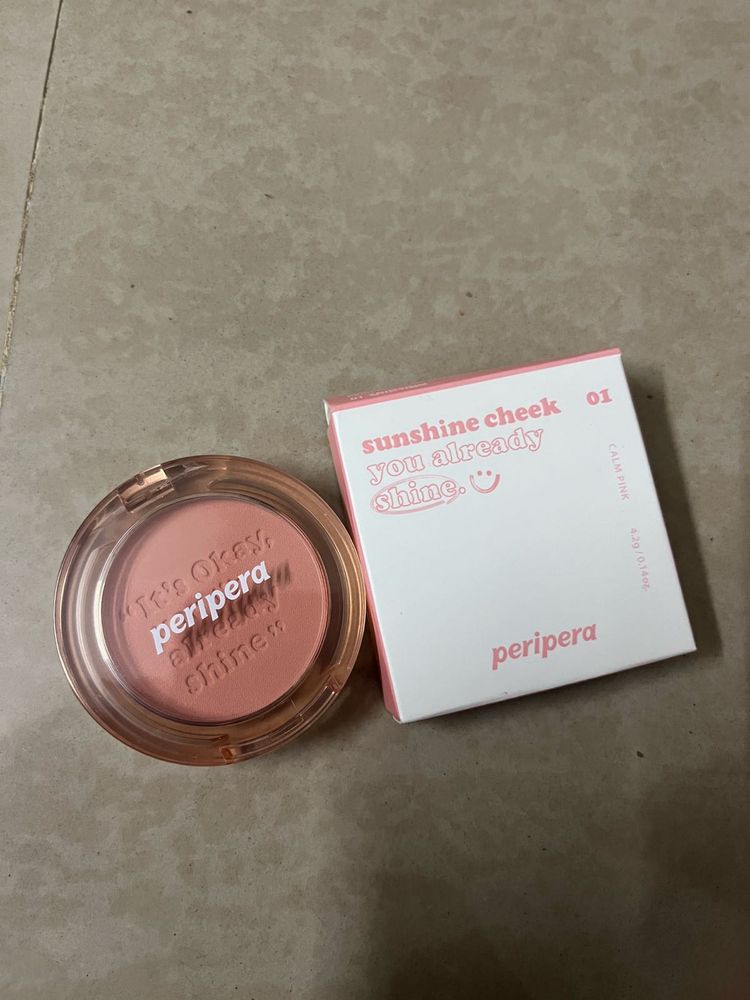 sunshine cheek 01
you already
shine.
CALM PINK
4.2g / 0.14oz.
peripera
"It's Okay,
peripera
already
shine"